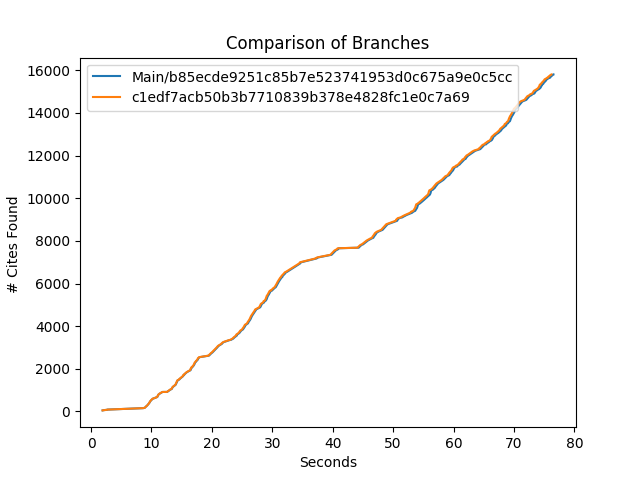 Comparison of Branches
Main/b85ecde9251c85b7e523741953d0c675a9e0c5cc
c1edf7acb50b3b7710839b378e4828fc1e0c7a69
16000
14000
12000
10000
8000
6000
4000
2000
0
# Cites Found
0 10 20 30 40 50 60 70 80
Seconds